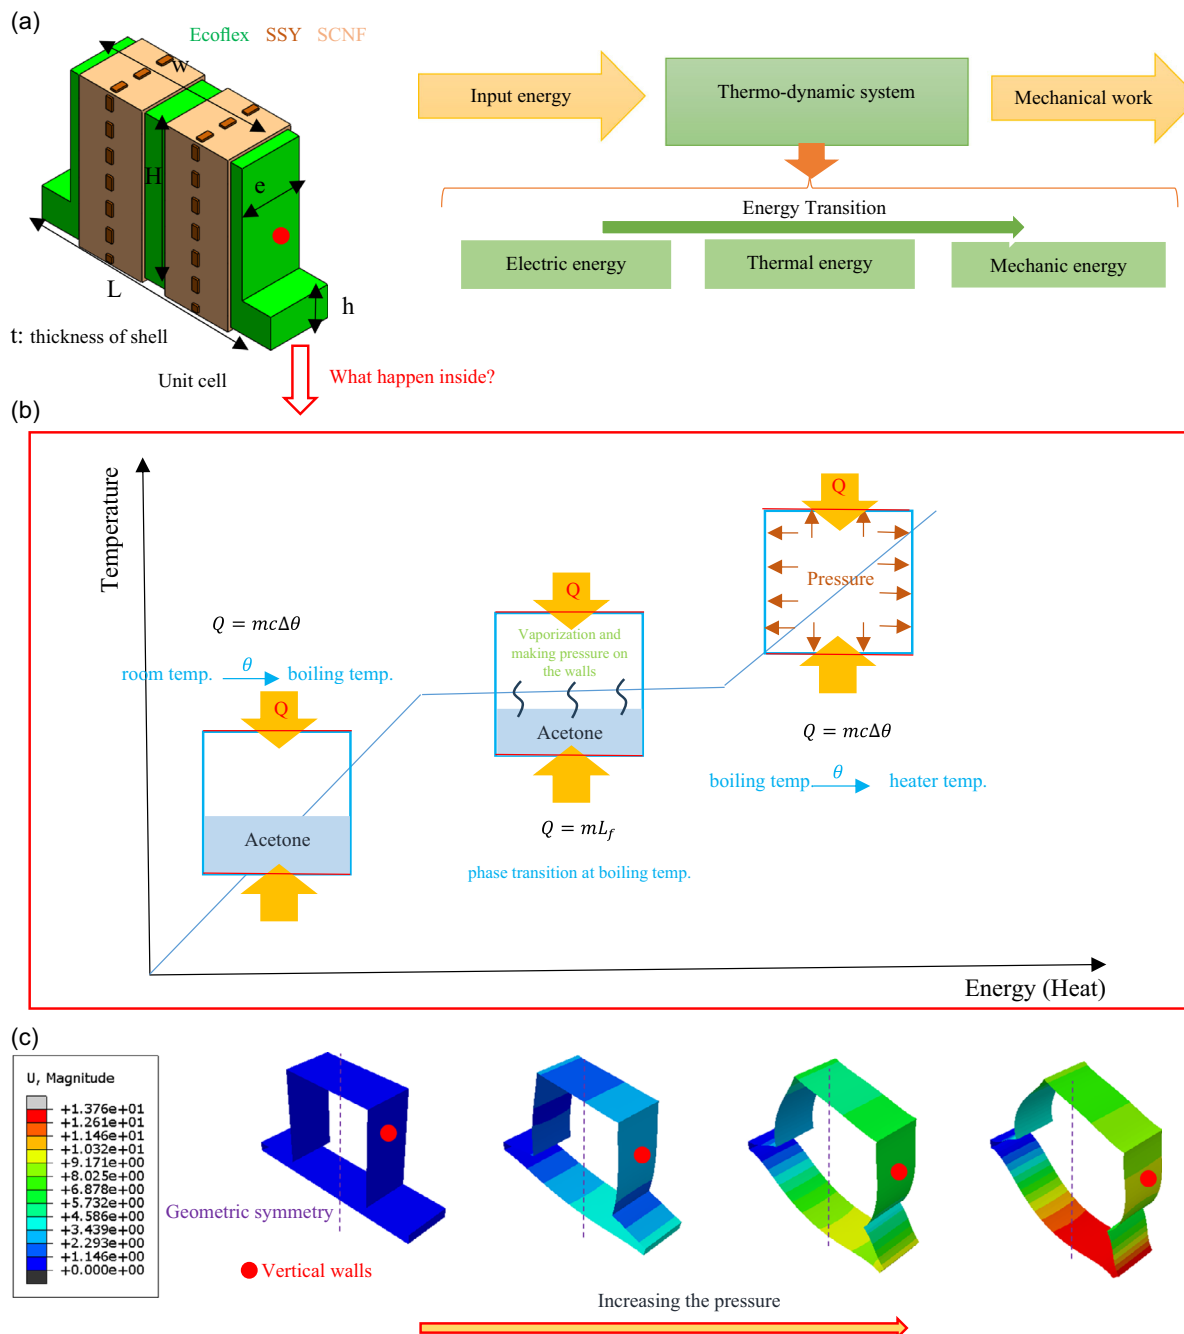 (a)
Ecoflex SSY SCNF
w
H
e
L
h
t: thickness of shell
Unit cell
What happen inside?
Input energy
Thermo-dynamic system
Mechanical work
Energy Transition
Electric energy
Thermal energy
Mechanic energy
(b)
Temperature
Q = mcΔθ
room temp. θ boiling temp.
Q
Acetone
Q
Vaporization and
making pressure on
the walls
Acetone
Q = mL_f
phase transition at boiling temp.
Q
Pressure
Q = mcΔθ
boiling temp. θ heater temp.
Energy (Heat)
(c)
U, Magnitude
+1.376e+01
+1.261e+01
+1.146e+01
+1.032e+01
+9.171e+00
+8.025e+00
+6.878e+00
+5.732e+00
+4.586e+00
+3.439e+00
+2.293e+00
+1.146e+00
+0.000e+00
Geometric symmetry
Vertical walls
Increasing the pressure